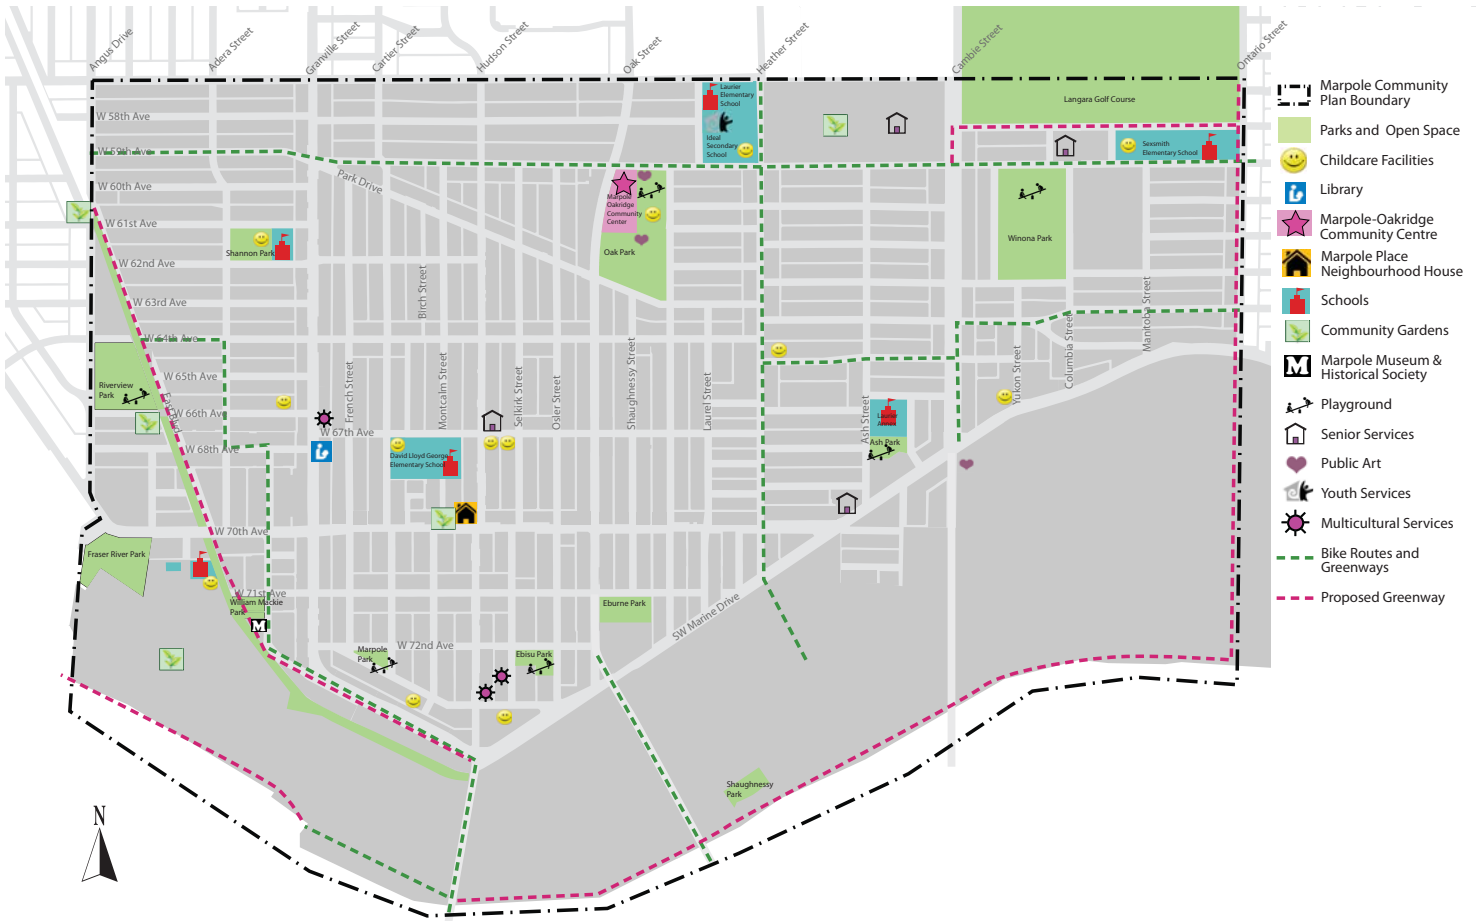 Angus Drive
Adera Street
Granville Street
Cartier Street
Hudson Street
Oak Street
Heather Street
Cambie Street
Ontario Street
Langara Golf Course
W 58th Ave
W 59th Ave
W 60th Ave
W 61st Ave
W 62nd Ave
W 63rd Ave
W 64th Ave
W 65th Ave
W 66th Ave
W 67th Ave
W 68th Ave
W 70th Ave
W 71st Ave
W 72nd Ave
Park Drive
East Blvd
SW Marine Drive
Birch Street
French Street
Montcalm Street
Selkirk Street
Osler Street
Shaughnessy Street
Laurel Street
Ash Street
Yukon Street
Columbia Street
Manitoba Street
Laurier
Elementary
School
Ideal
Secondary
School
Sexsmith
Elementary School
Marpole
Oakridge
Community
Center
Oak Park
Winona Park
Shannon Park
Riverview
Park
David Lloyd George
Elementary School
Laurier
Annex
Ash Park
Fraser River Park
William Mackie
Park
Eburne Park
Marpole
Park
Ebisu Park
Shaughnessy
Park
N
M
Marpole Community
Plan Boundary
Parks and Open Space
Childcare Facilities
Library
Marpole-Oakridge
Community Centre
Marpole Place
Neighbourhood House
Schools
Community Gardens
M
Marpole Museum &
Historical Society
Playground
Senior Services
Public Art
Youth Services
Multicultural Services
Bike Routes and
Greenways
Proposed Greenway